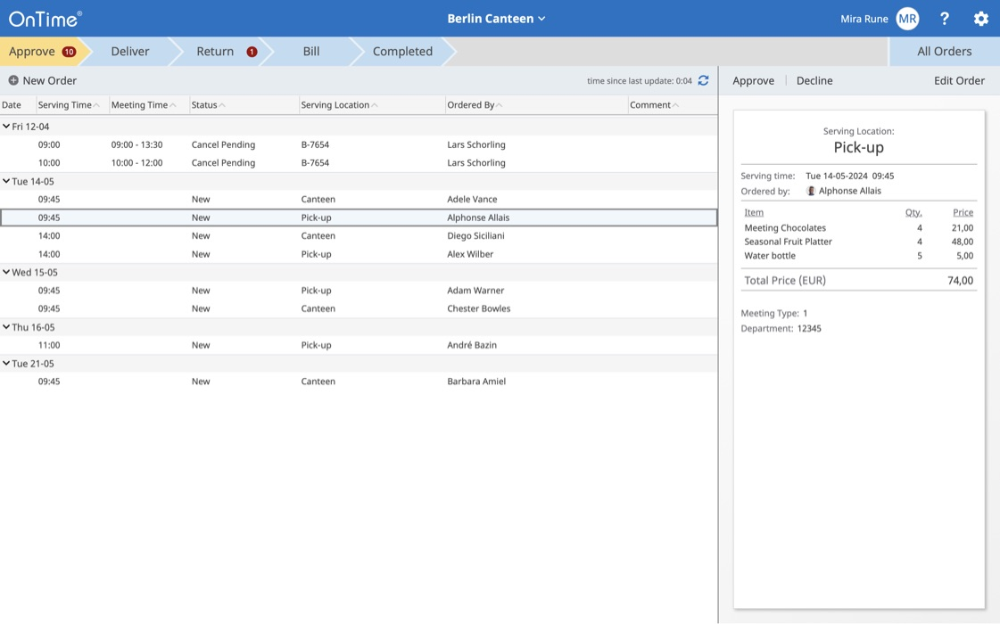 OnTime® Berlin Canteen Mira Rune MR ?
Approve 10 Deliver Return 1 Bill Completed All Orders
New Order time since last update: 0:04
Approve Decline Edit Order
Date Serving Time Meeting Time Status Serving Location Ordered By Comment
Fri 12-04
09:00 09:00 - 13:30 Cancel Pending B-7654 Lars Schorling
10:00 10:00 - 12:00 Cancel Pending B-7654 Lars Schorling
Tue 14-05
09:45 New Canteen Adele Vance
09:45 New Pick-up Alphonse Allais
14:00 New Canteen Diego Siciliani
14:00 New Pick-up Alex Wilber
Wed 15-05
09:45 New Pick-up Adam Warner
09:45 New Canteen Chester Bowles
Thu 16-05
11:00 New Pick-up André Bazin
Tue 21-05
09:45 New Canteen Barbara Amiel
Serving Location:
Pick-up
Serving time: Tue 14-05-2024 09:45
Ordered by: Alphonse Allais
Item Qty. Price
Meeting Chocolates 4 21,00
Seasonal Fruit Platter 4 48,00
Water bottle 5 5,00
Total Price (EUR) 74,00
Meeting Type: 1
Department: 12345